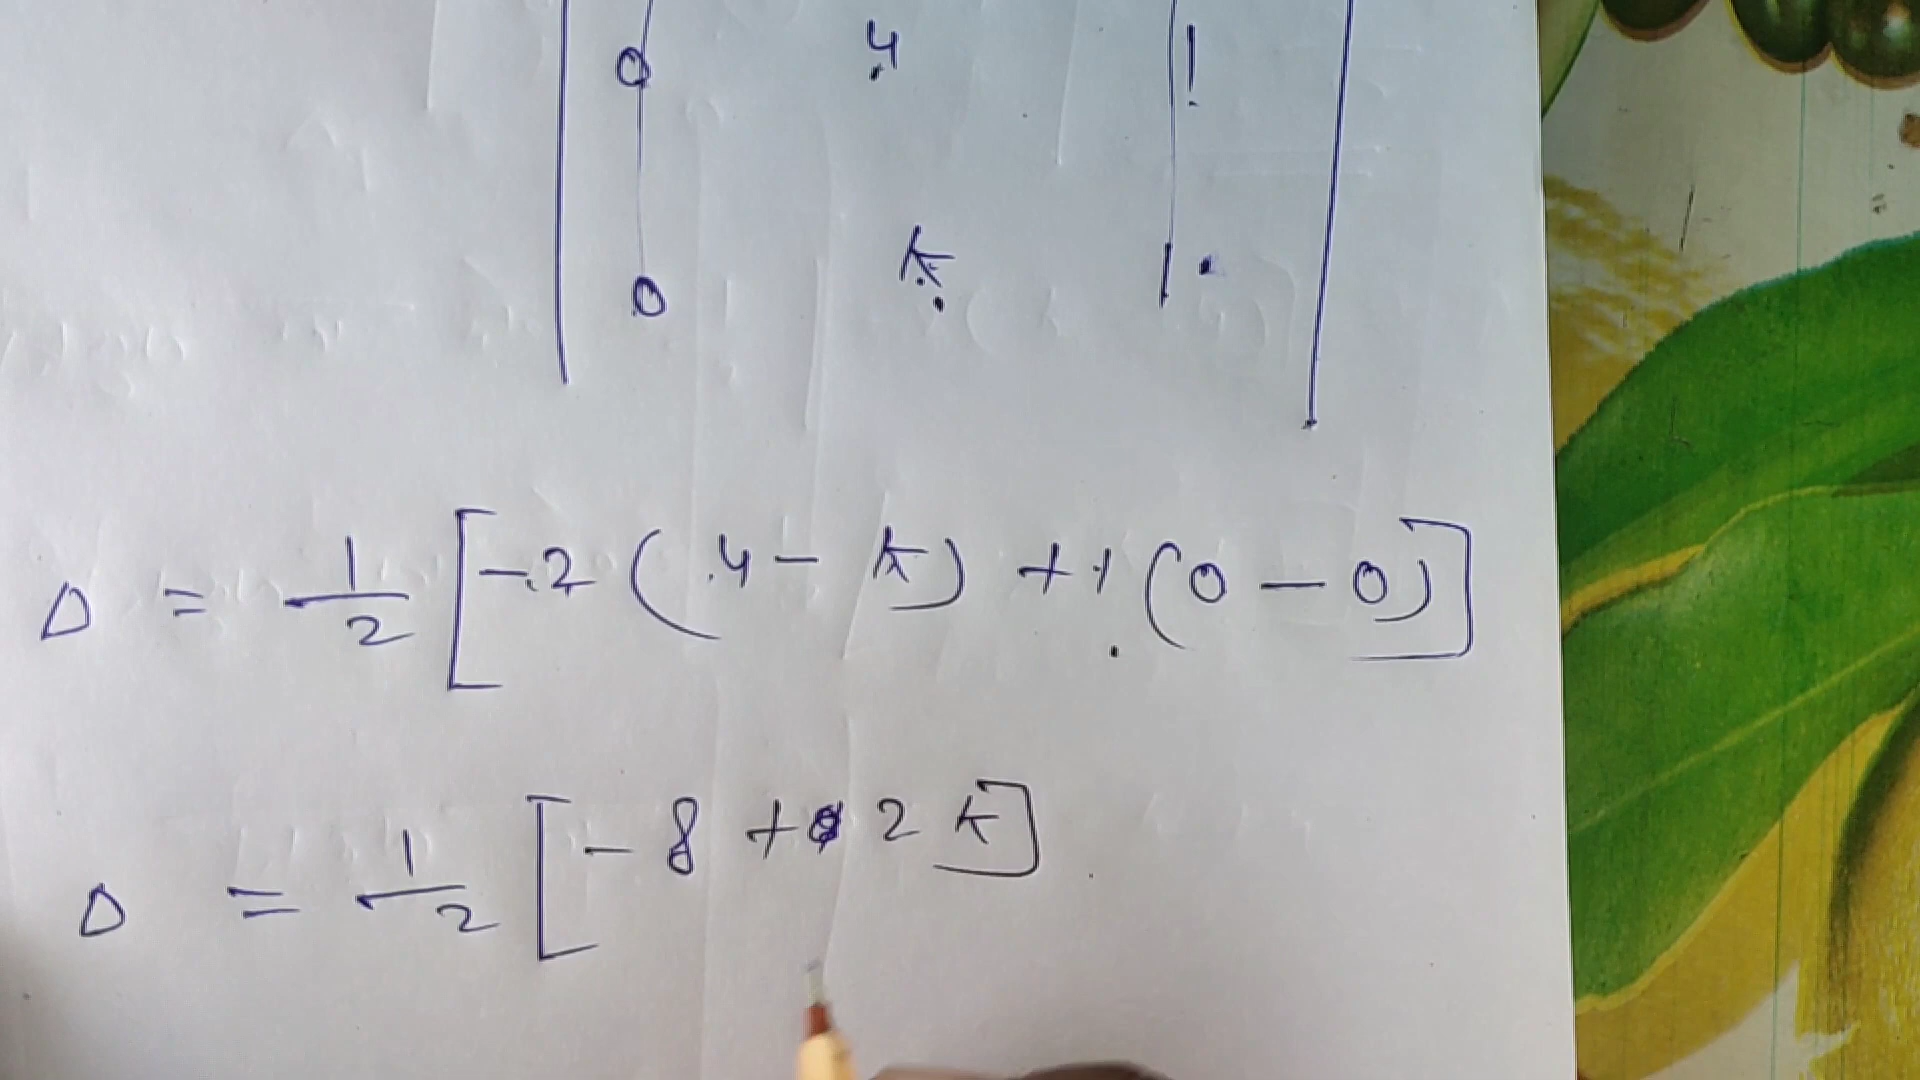 0 4 1
0 k 1
Δ = 1/2 [-2(4 - k) + 1(0 - 0)]
Δ = 1/2 [-8 + 2k]